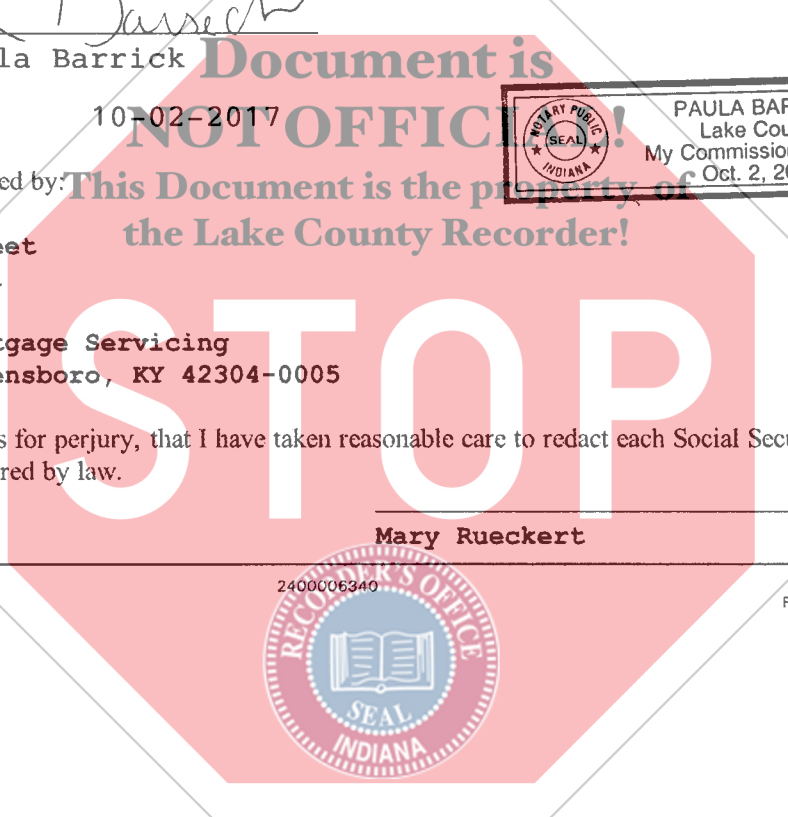 la Barrick
Document is
10-02-2017
NOT OFFICIAL!
PAULA BAR
Lake Cou
My Commission
Oct. 2, 20
NOTARY PUBLIC
SEAL
INDIANA
ed by:
This Document is the property of
the Lake County Recorder!
eet
tgage Servicing
ensboro, KY 42304-0005
STOP
s for perjury, that I have taken reasonable care to redact each Social Secu
red by law.
Mary Rueckert
2400006340
RECORDER'S OFFICE
SEAL
INDIANA